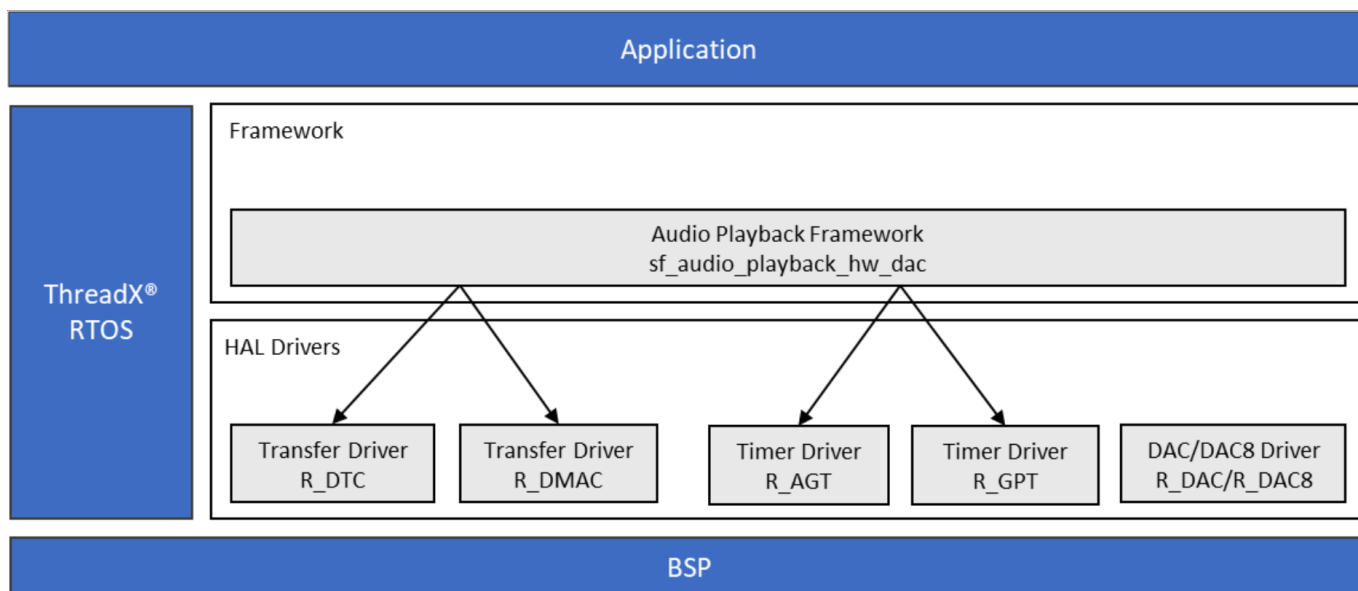 Application
ThreadX®
RTOS
Framework
Audio Playback Framework
sf_audio_playback_hw_dac
HAL Drivers
Transfer Driver
R_DTC
Transfer Driver
R_DMAC
Timer Driver
R_AGT
Timer Driver
R_GPT
DAC/DAC8 Driver
R_DAC/R_DAC8
BSP